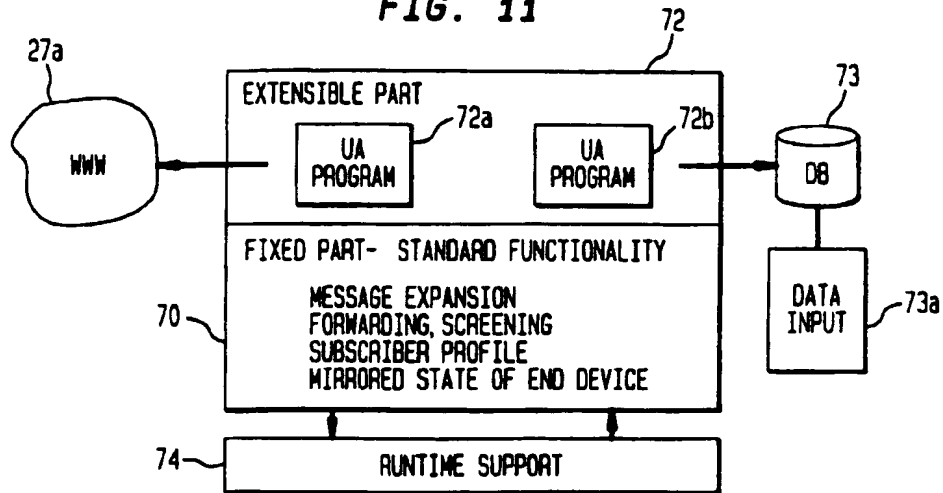 FIG. 11
27a
72
73
EXTENSIBLE PART
72a
72b
WWW
UA
PROGRAM
UA
PROGRAM
DB
FIXED PART- STANDARD FUNCTIONALITY
70
MESSAGE EXPANSION
FORWARDING, SCREENING
SUBSCRIBER PROFILE
MIRRORED STATE OF END DEVICE
DATA
INPUT
73a
74
RUNTIME SUPPORT